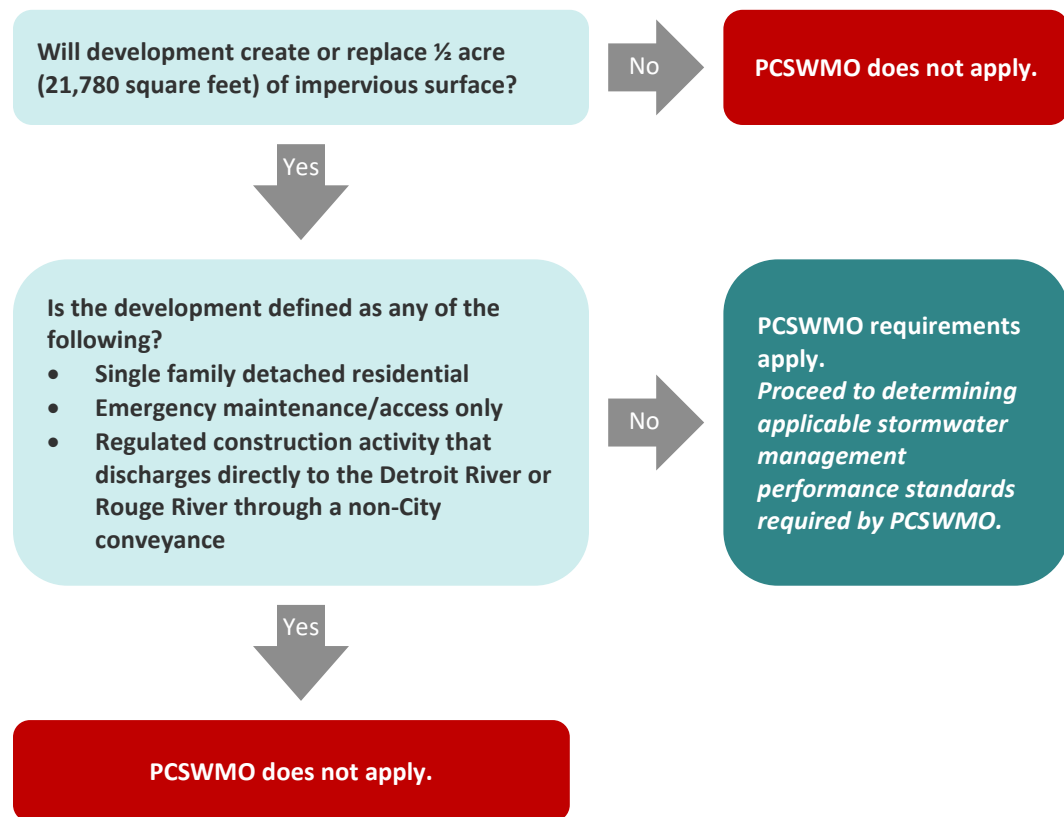 Will development create or replace ½ acre
(21,780 square feet) of impervious surface?
No
PCSWMO does not apply.
Yes
Is the development defined as any of the
following?
• Single family detached residential
• Emergency maintenance/access only
• Regulated construction activity that
discharges directly to the Detroit River or
Rouge River through a non-City
conveyance
No
PCSWMO requirements
apply.
Proceed to determining
applicable stormwater
management
performance standards
required by PCSWMO.
Yes
PCSWMO does not apply.